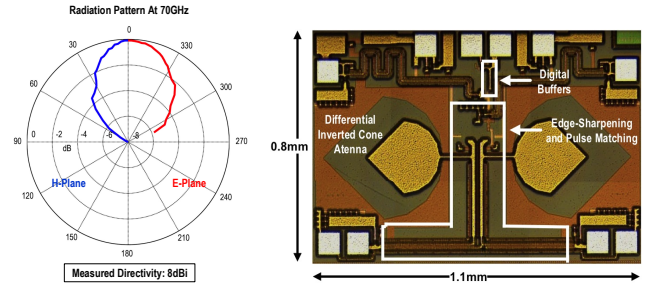 Radiation Pattern At 70GHz
0
30
330
60
300
90
0
-2
-4
-6
-8
270
dB
H-Plane
E-Plane
120
240
150
210
180
Measured Directivity: 8dBi
0.8mm
Digital
Buffers
Differential
Inverted Cone
Atenna
Edge-Sharpening
and Pulse Matching
1.1mm